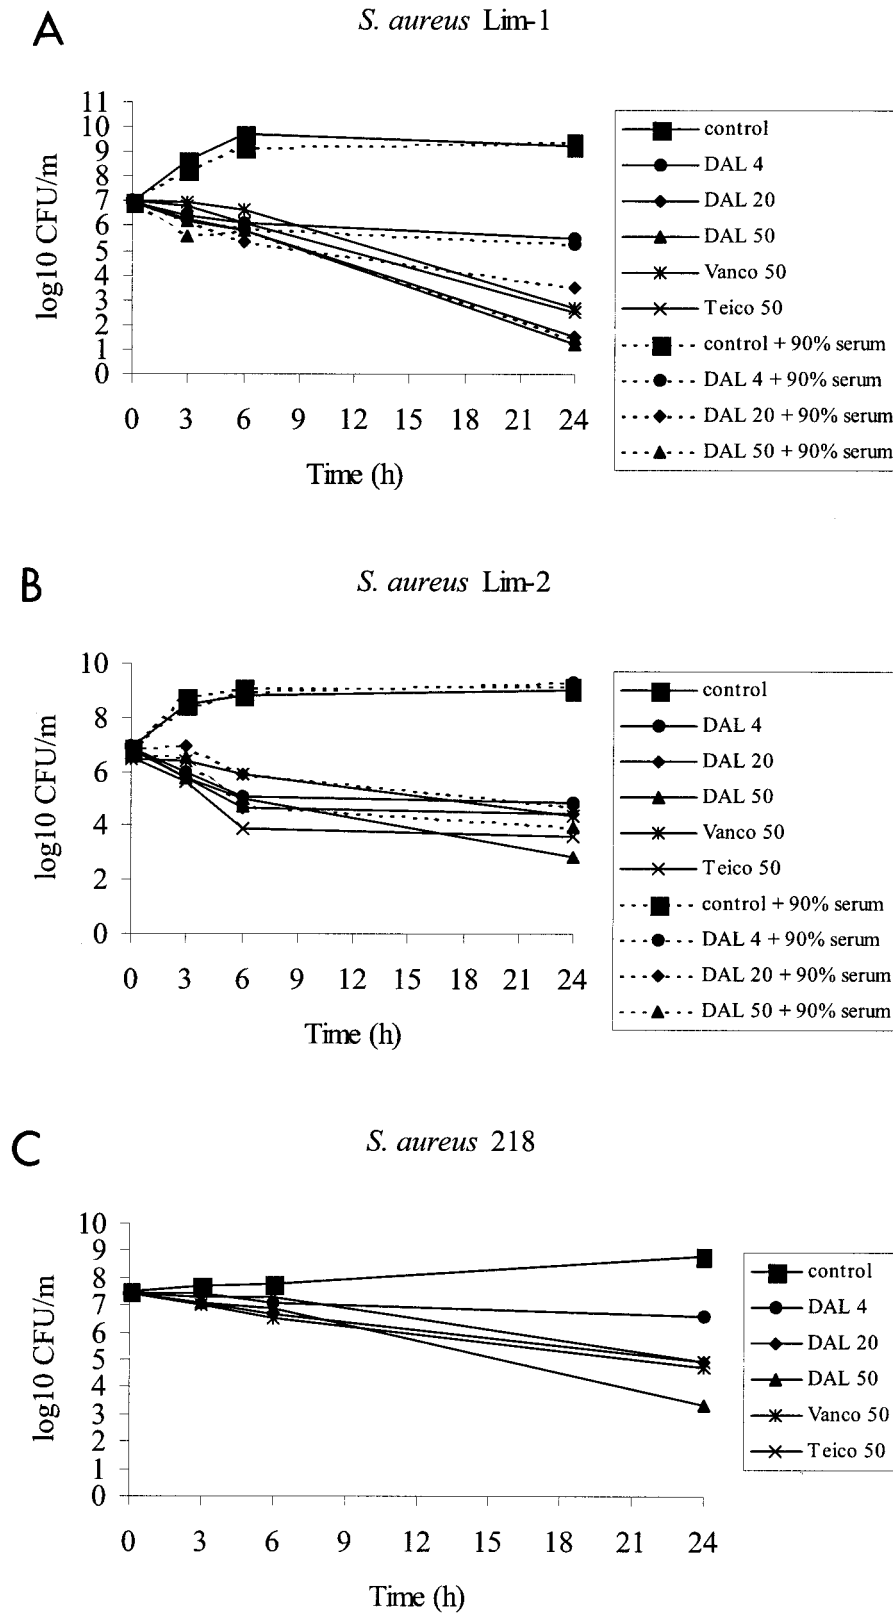 A
S. aureus Lim-1
11
10
9
8
7
6
5
4
3
2
1
0
log10 CFU/m
0 3 6 9 12 15 18 21 24
Time (h)
control
DAL 4
DAL 20
DAL 50
Vanco 50
Teico 50
control + 90% serum
DAL 4 + 90% serum
DAL 20 + 90% serum
DAL 50 + 90% serum
B
S. aureus Lim-2
10
8
6
4
2
0
log10 CFU/m
0 3 6 9 12 15 18 21 24
Time (h)
control
DAL 4
DAL 20
DAL 50
Vanco 50
Teico 50
control + 90% serum
DAL 4 + 90% serum
DAL 20 + 90% serum
DAL 50 + 90% serum
C
S. aureus 218
10
9
8
7
6
5
4
3
2
1
0
log10 CFU/m
0 3 6 9 12 15 18 21 24
Time (h)
control
DAL 4
DAL 20
DAL 50
Vanco 50
Teico 50